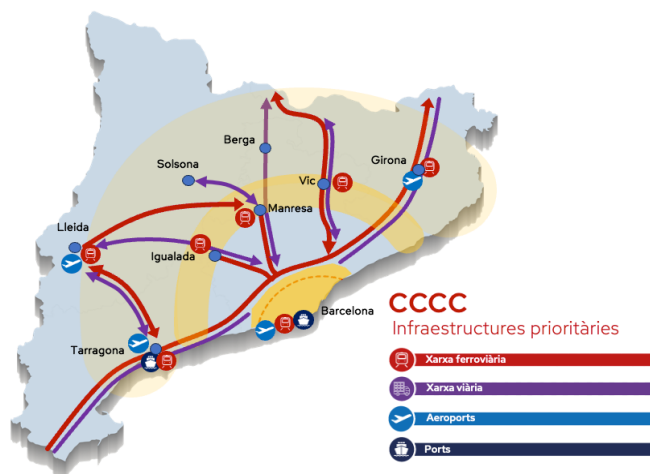 Berga
Solsona
Vic
Girona
Manresa
Lleida
Igualada
Barcelona
Tarragona
CCCC
Infraestructures prioritàries
Xarxa ferroviària
Xarxa viària
Aeroports
Ports